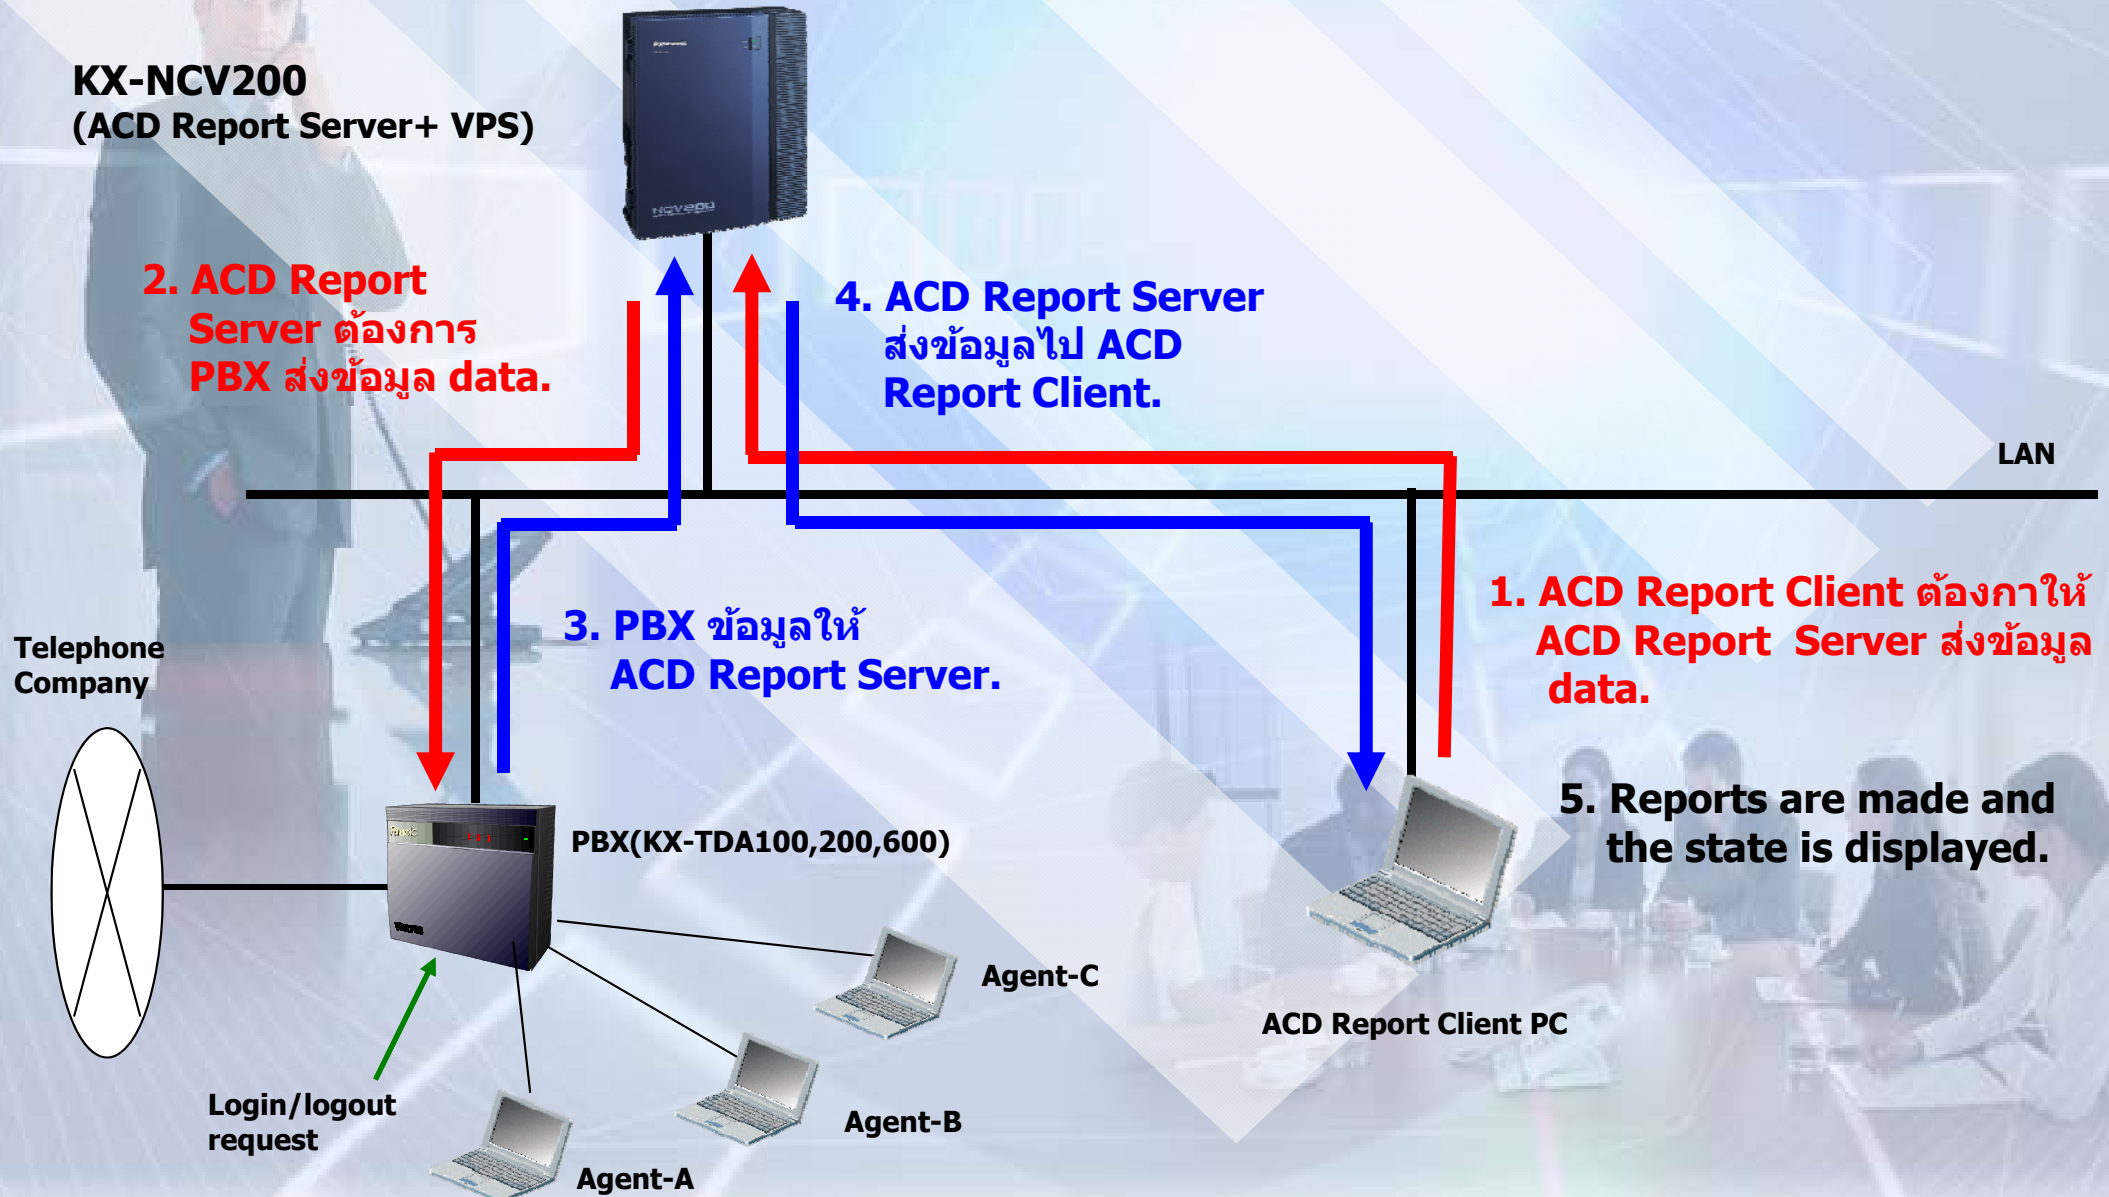 KX-NCV200
(ACD Report Server+ VPS)
2. ACD Report
Server ต้องการ
PBX ส่งข้อมูล data.
4. ACD Report Server
ส่งข้อมูลไป ACD
Report Client.
LAN
1. ACD Report Client ต้องกาให้
ACD Report Server ส่งข้อมูล
data.
3. PBX ข้อมูลให้
ACD Report Server.
Telephone
Company
5. Reports are made and
the state is displayed.
PBX(KX-TDA100,200,600)
Agent-C
ACD Report Client PC
Login/logout
request
Agent-B
Agent-A
NCV200